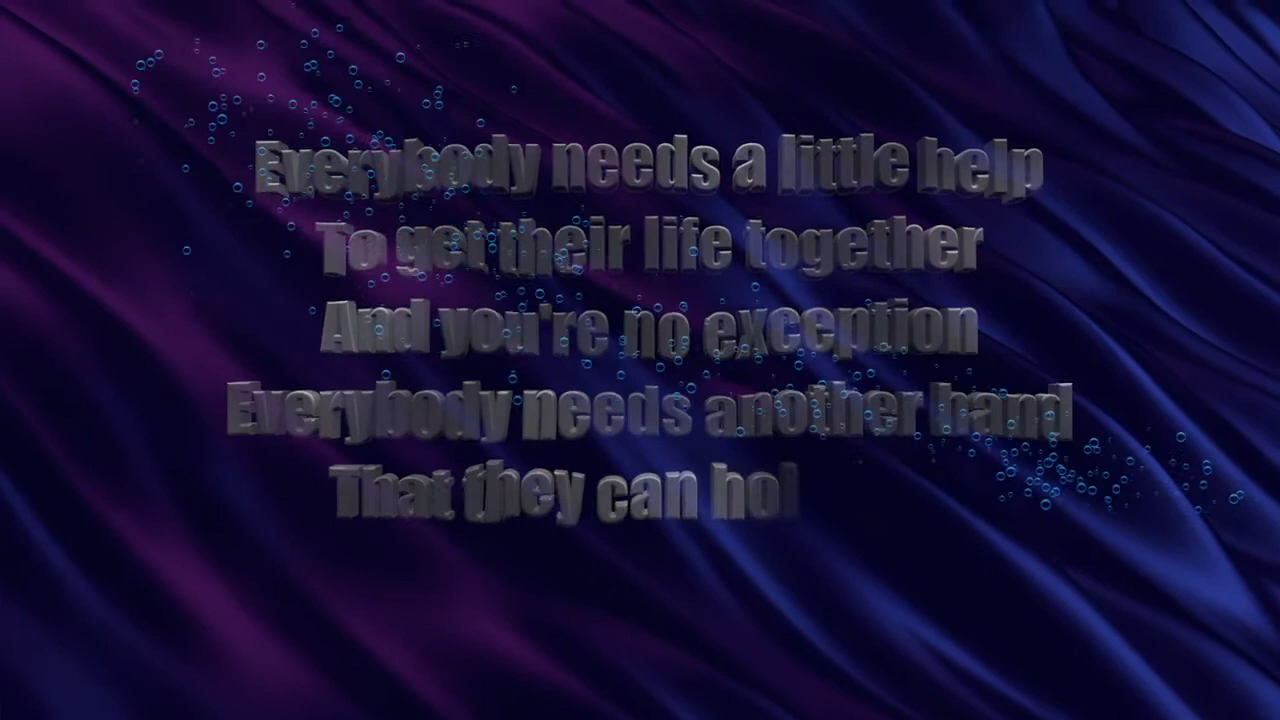 Everybody needs a little help
To get their life together
And you're no exception
Everybody needs another hand
That they can hol